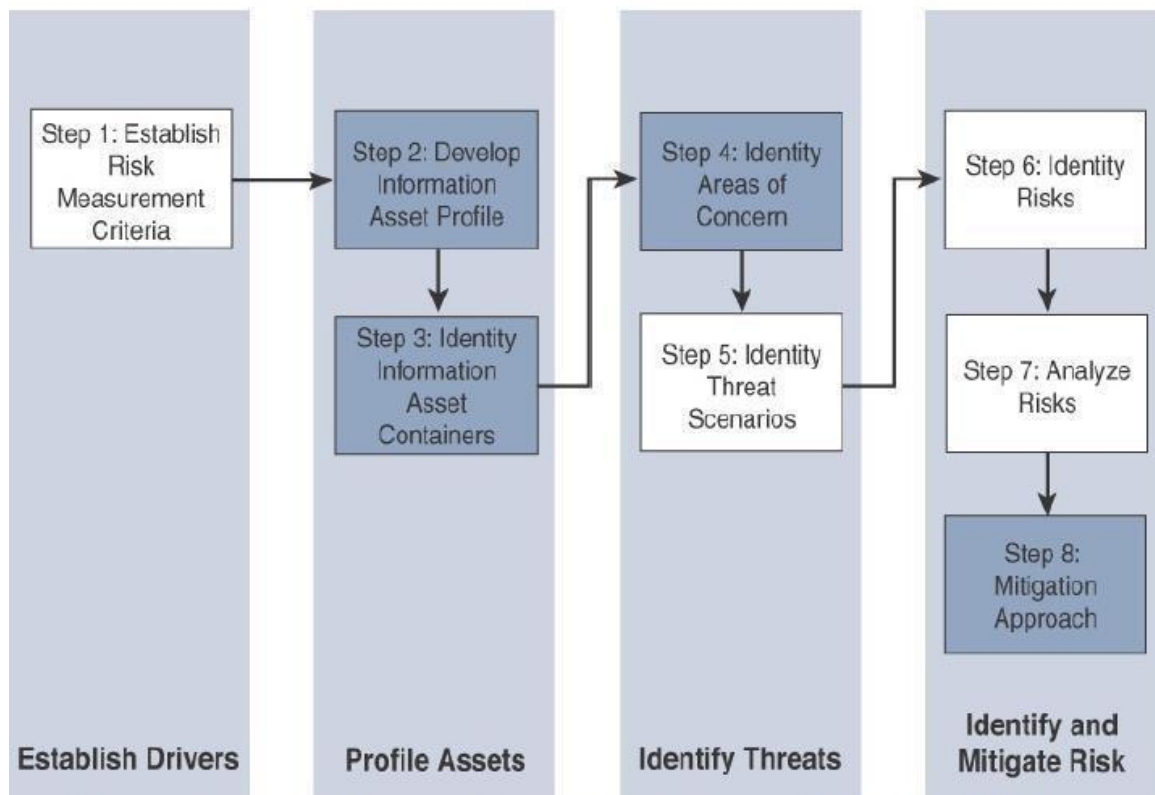 Step 1: Establish
Risk
Measurement
Criteria
Step 2: Develop
Information
Asset Profile
Step 3: Identity
Information
Asset
Containers
Step 4: Identity
Areas of
Concern
Step 5: Identity
Threat
Scenarios
Step 6: Identity
Risks
Step 7: Analyze
Risks
Step 8:
Mitigation
Approach
Establish Drivers
Profile Assets
Identify Threats
Identify and
Mitigate Risk